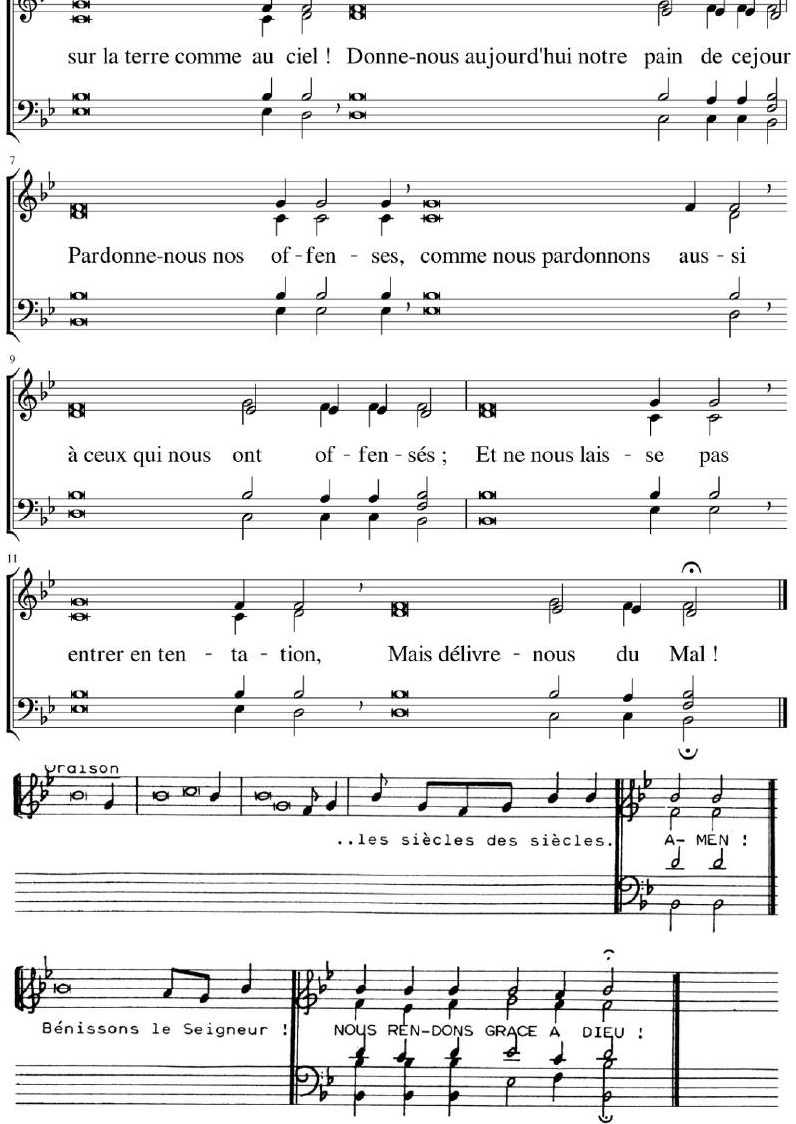 sur la terre comme au ciel ! Donne-nous aujourd'hui notre pain de cejour
7
Pardonne-nous nos of - fen - ses, comme nous pardonnons aus - si
9
à ceux qui nous ont of - fen - sés ; Et ne nous lais - se pas
11
entrer en ten - ta - tion, Mais délivre - nous du Mal !
Oraison
..les siècles des siècles. A- MEN !
Bénissons le Seigneur ! NOUS REN-DONS GRACE A DIEU !